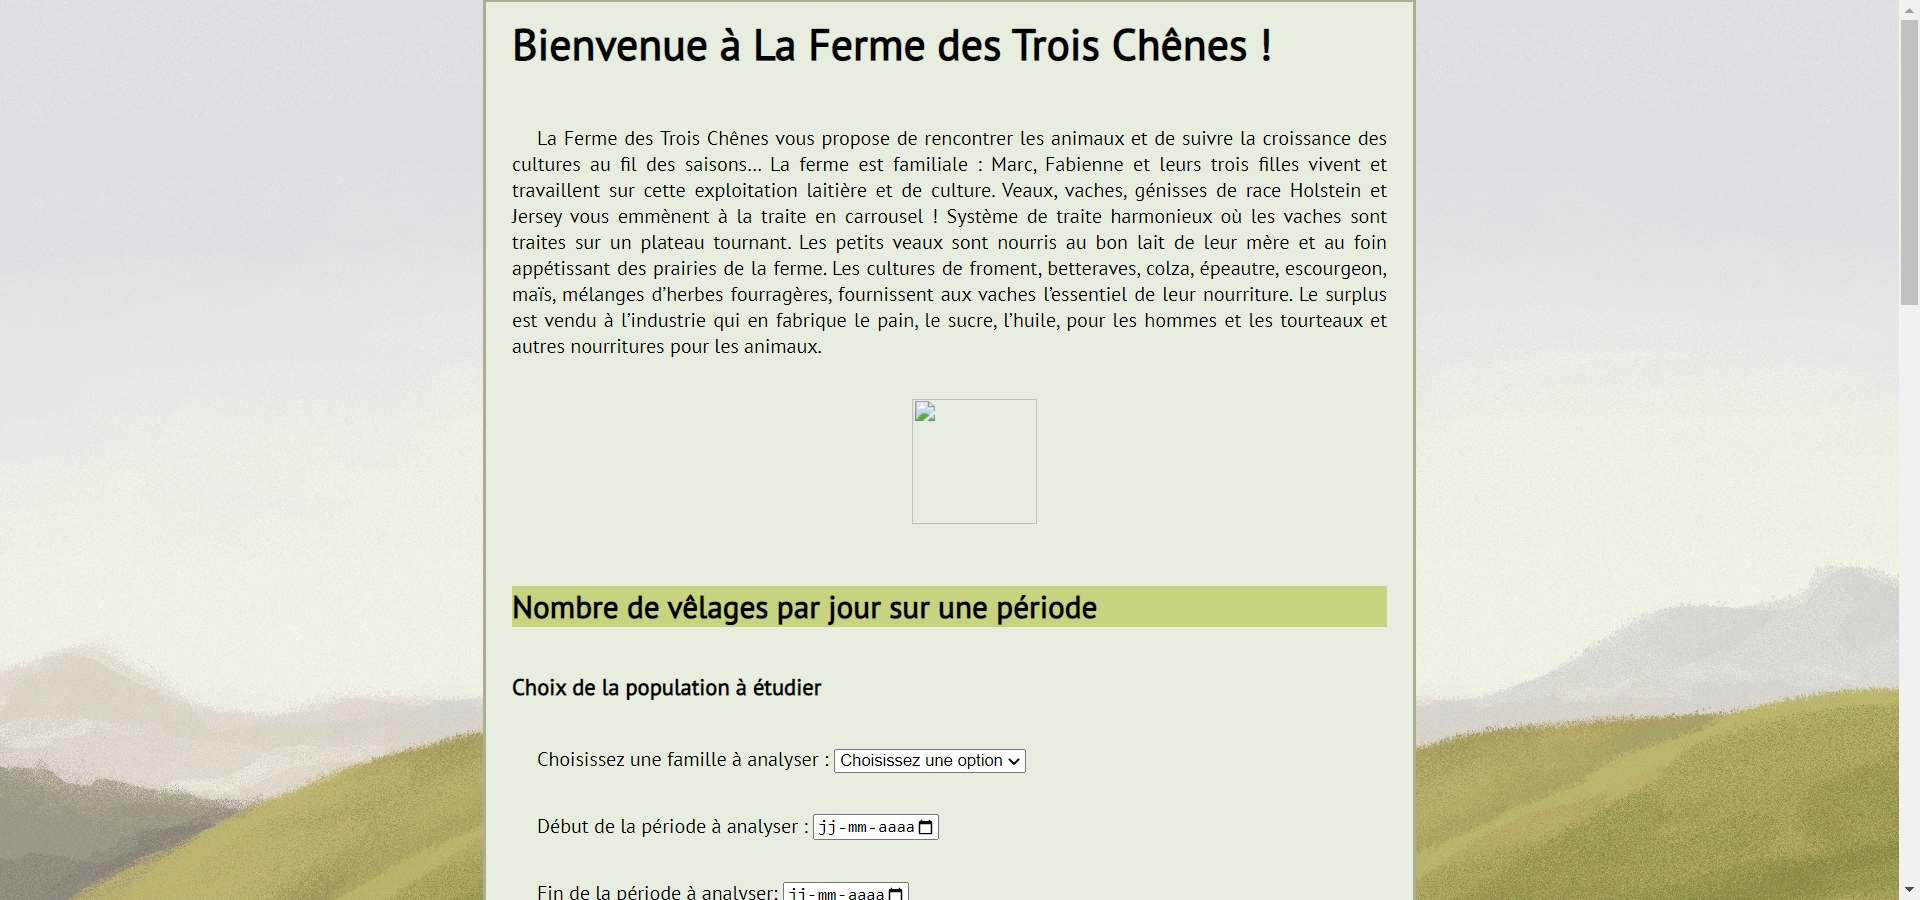 Bienvenue à La Ferme des Trois Chênes !
La Ferme des Trois Chênes vous propose de rencontrer les animaux et de suivre la croissance des
cultures au fil des saisons... La ferme est familiale : Marc, Fabienne et leurs trois filles vivent et
travaillent sur cette exploitation laitière et de culture. Veaux, vaches, génisses de race Holstein et
Jersey vous emmènent à la traite en carrousel ! Système de traite harmonieux où les vaches sont
traites sur un plateau tournant. Les petits veaux sont nourris au bon lait de leur mère et au foin
appétissant des prairies de la ferme. Les cultures de froment, betteraves, colza, épeautre, escourgeon,
maïs, mélanges d’herbes fourragères, fournissent aux vaches l’essentiel de leur nourriture. Le surplus
est vendu à l’industrie qui en fabrique le pain, le sucre, l’huile, pour les hommes et les tourteaux et
autres nourritures pour les animaux.
Nombre de vêlages par jour sur une période
Choix de la population à étudier
Choisissez une famille à analyser : Choisissez une option
Début de la période à analyser : jj-mm-aaaa
Fin de la période à analyser: jj-mm-aaaa